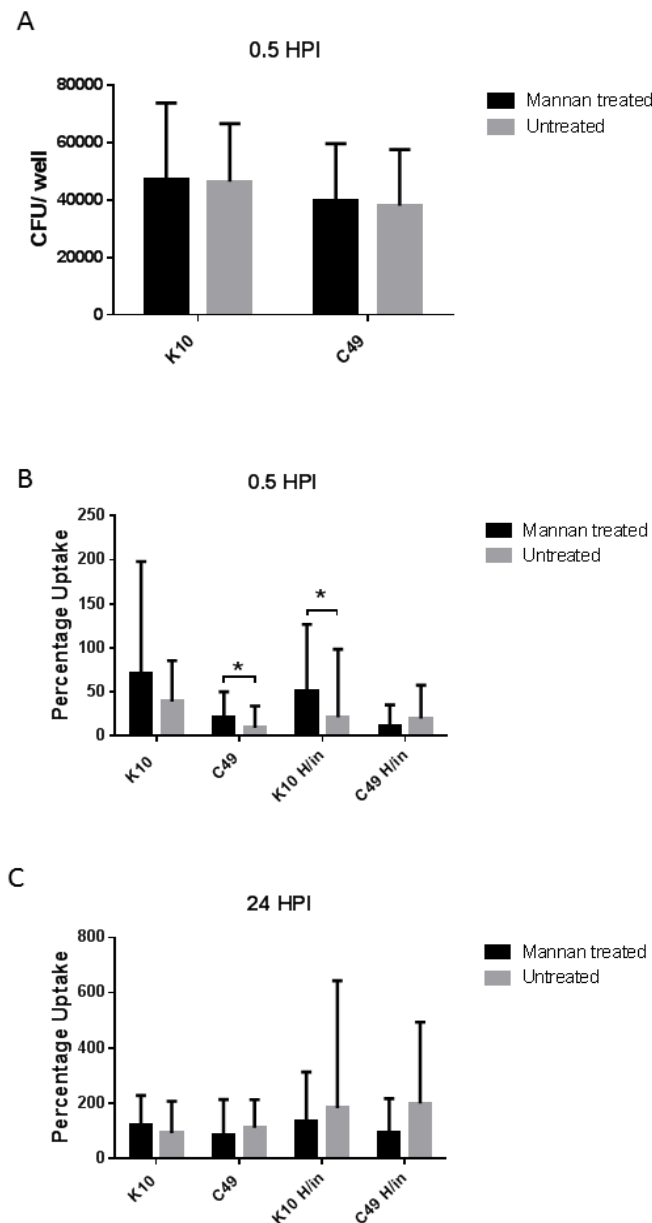 A
0.5 HPI
CFU/ well
80000
60000
40000
20000
0
K10
C49
Mannan treated
Untreated
B
0.5 HPI
Percentage Uptake
250
200
150
100
50
0
*
*
K10
C49
K10 H/in
C49 H/in
Mannan treated
Untreated
C
24 HPI
Percentage Uptake
800
600
400
200
0
K10
C49
K10 H/in
C49 H/in
Mannan treated
Untreated